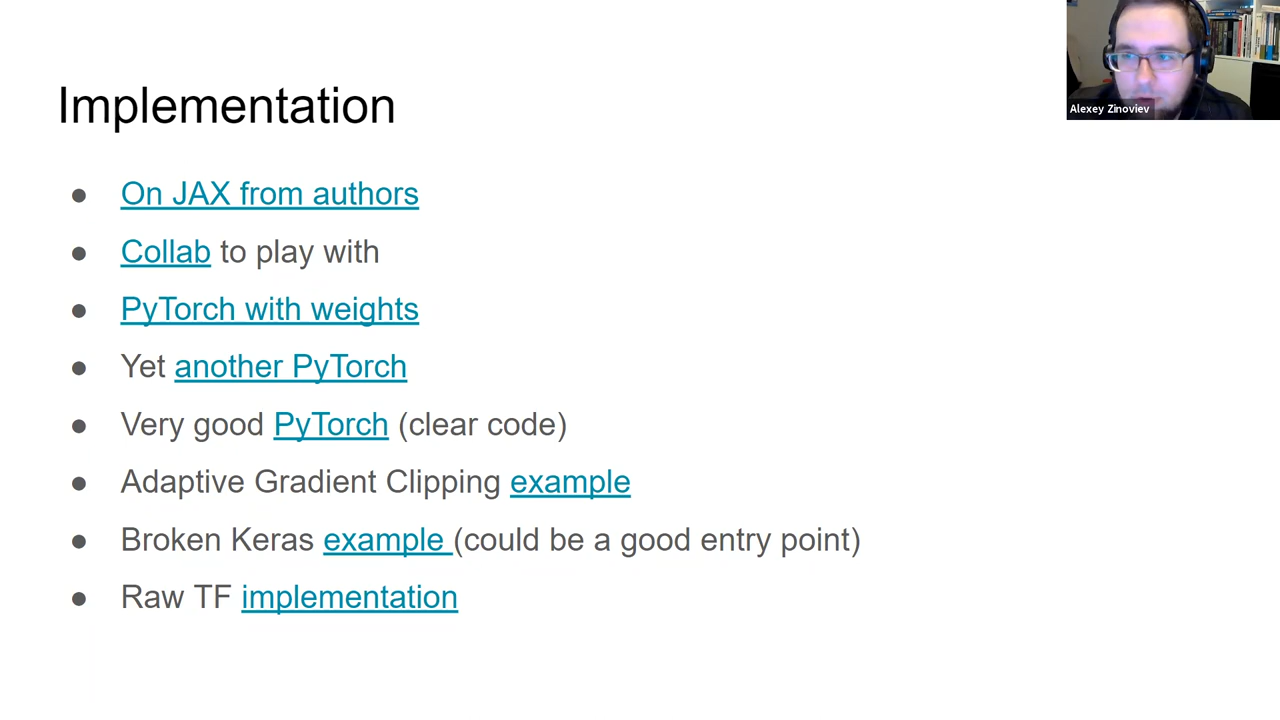 Implementation
Alexey Zinoviev
● On JAX from authors
● Collab to play with
● PyTorch with weights
● Yet another PyTorch
● Very good PyTorch (clear code)
● Adaptive Gradient Clipping example
● Broken Keras example (could be a good entry point)
● Raw TF implementation